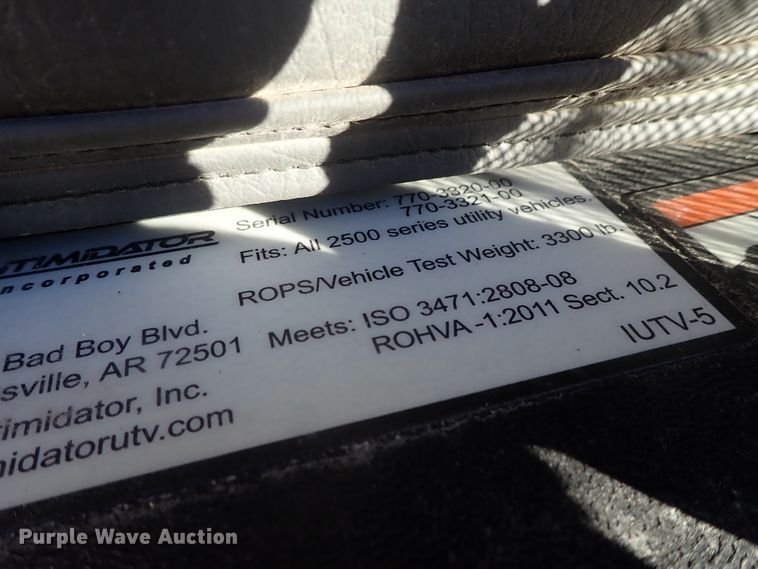 TIMIDATOR
ncorporated
Bad Boy Blvd.
sville, AR 72501
timidator, Inc.
idatorutv.com
Serial Number: 770-3320-00
770-3321-00
Fits: All 2500 series utility vehicles.
ROPS/Vehicle Test Weight: 3300 lb.
Meets: ISO 3471:2808-08
ROHVA -1:2011 Sect. 10.2
IUTV-5
Purple Wave Auction